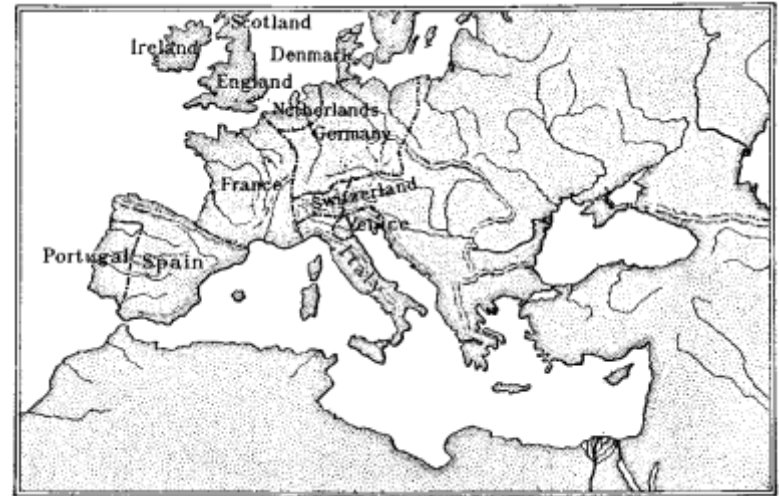 Scotland
Ireland
Denmark
England
Netherlands
Germany
France
Switzerland
Venice
Portugal
Spain
Italy